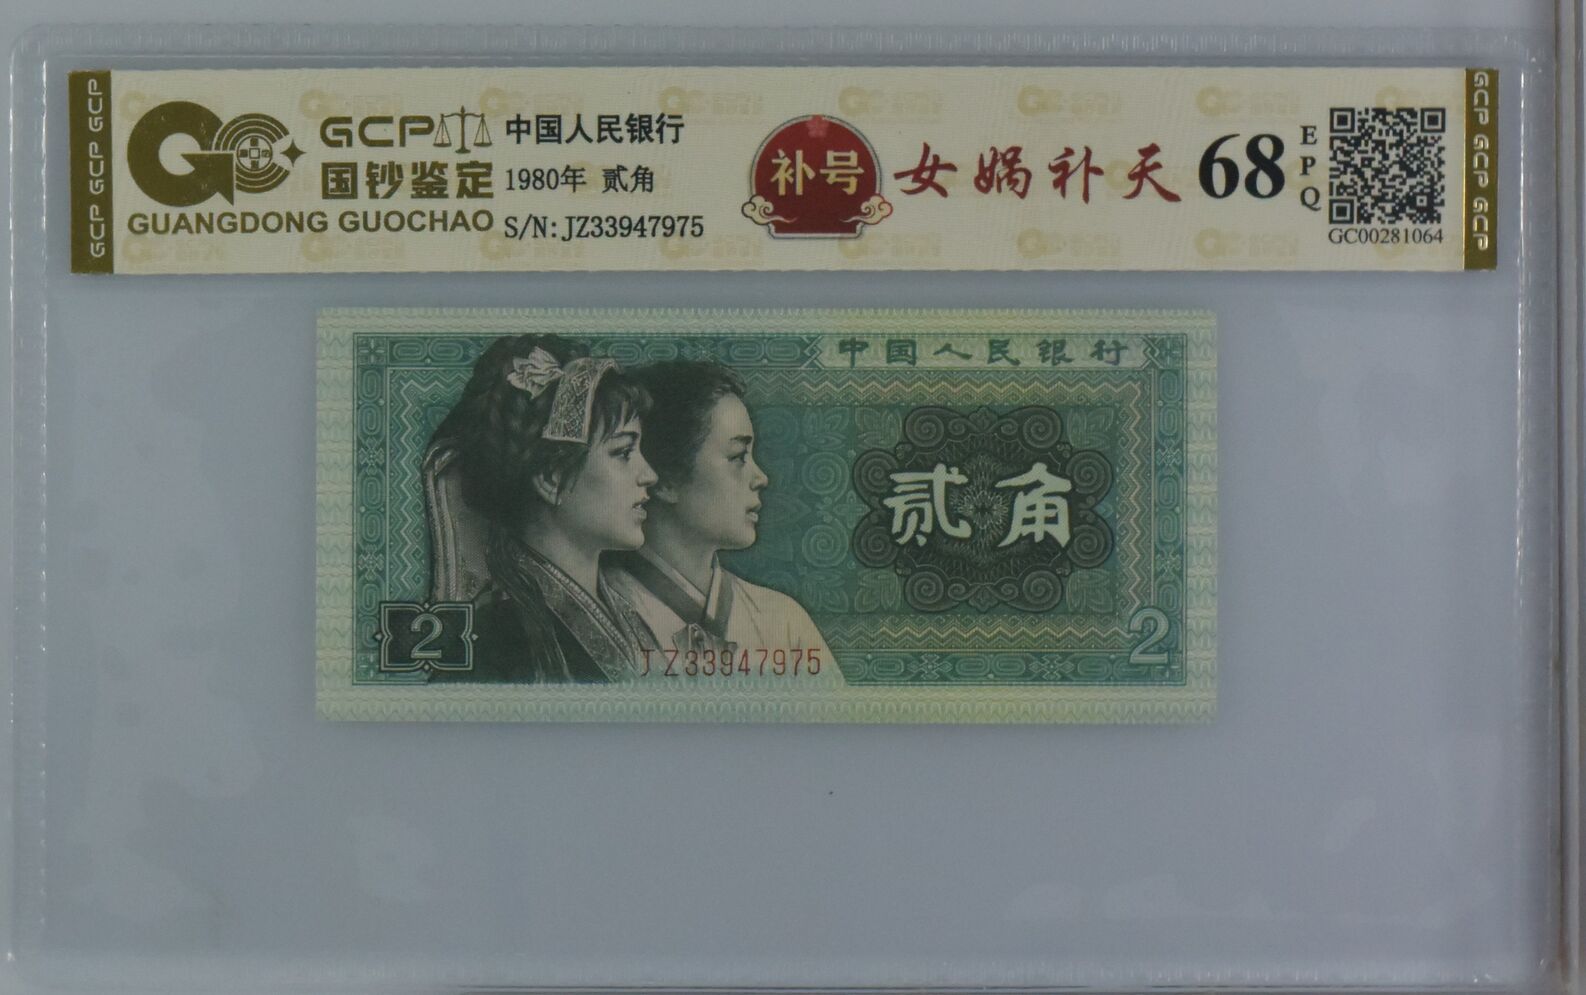 GCP GCP GCP
GCP
国钞鉴定
GUANGDONG GUOCHAO
中国人民银行
1980年 贰角
S/N:JZ33947975
补号
女娲补天
68
EPQ
GC00281064
GCP GCP GCP
中国人民银行
贰角
2
2
JZ33947975